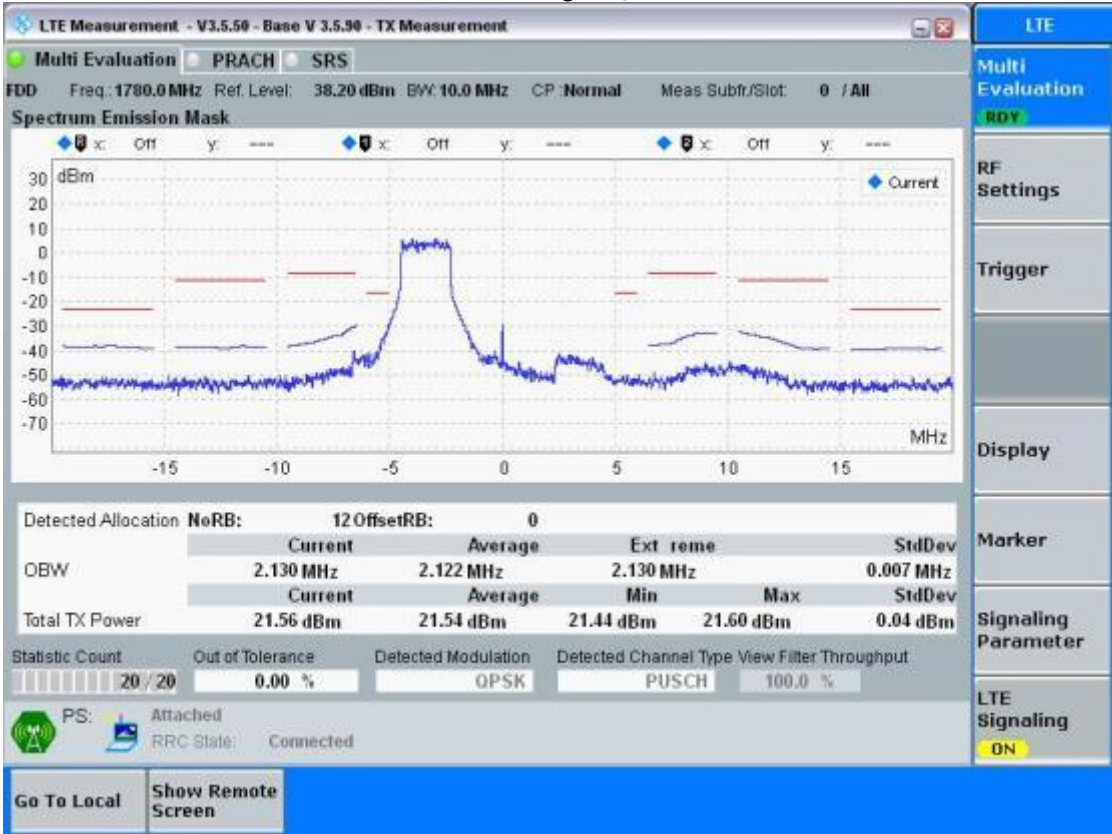 LTE Measurement - V3.5.50 - Base V 3.5.90 - TX Measurement
LTE
Multi Evaluation PRACH SRS
Multi Evaluation
RDY
FDD Freq.: 1780.0 MHz Ref. Level: 38.20 dBm BW: 10.0 MHz CP :Normal Meas Subfr./Slot: 0 / All
Spectrum Emission Mask
x: Off y: --- x: Off y: --- x: Off y: ---
dBm
Current
30
20
10
0
-10
-20
-30
-40
-50
-60
-70
MHz
-15 -10 -5 0 5 10 15
RF Settings
Trigger
Display
Marker
Signaling Parameter
LTE Signaling
ON
Detected Allocation NoRB: 12 OffsetRB: 0
Current Average Ext reme StdDev
OBW 2.130 MHz 2.122 MHz 2.130 MHz 0.007 MHz
Current Average Min Max StdDev
Total TX Power 21.56 dBm 21.54 dBm 21.44 dBm 21.60 dBm 0.04 dBm
Statistic Count Out of Tolerance Detected Modulation Detected Channel Type View Filter Throughput
20 / 20 0.00 % QPSK PUSCH 100.0 %
PS: Attached
RRC State: Connected
Go To Local
Show Remote Screen